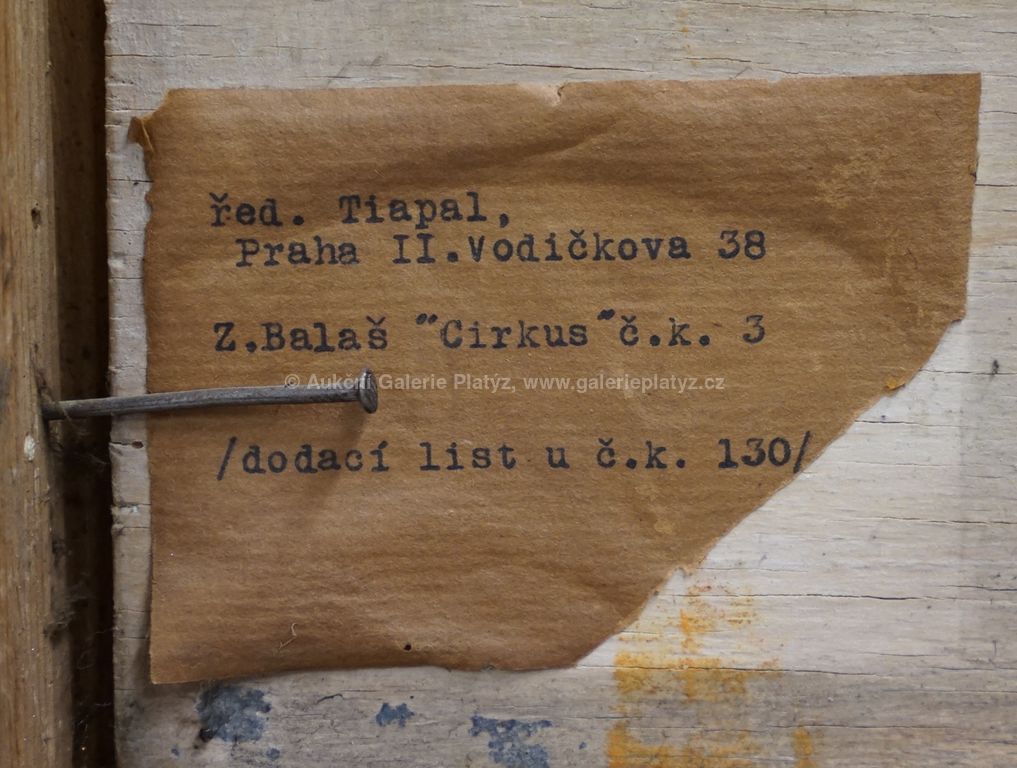 řed. Tiapal,
Praha II.Vodičkova 38
Z.Balaš "Cirkus"č.k. 3
© Aukční Galerie Platýz, www.galerieplatyz.cz
/dodací list u č.k. 130/